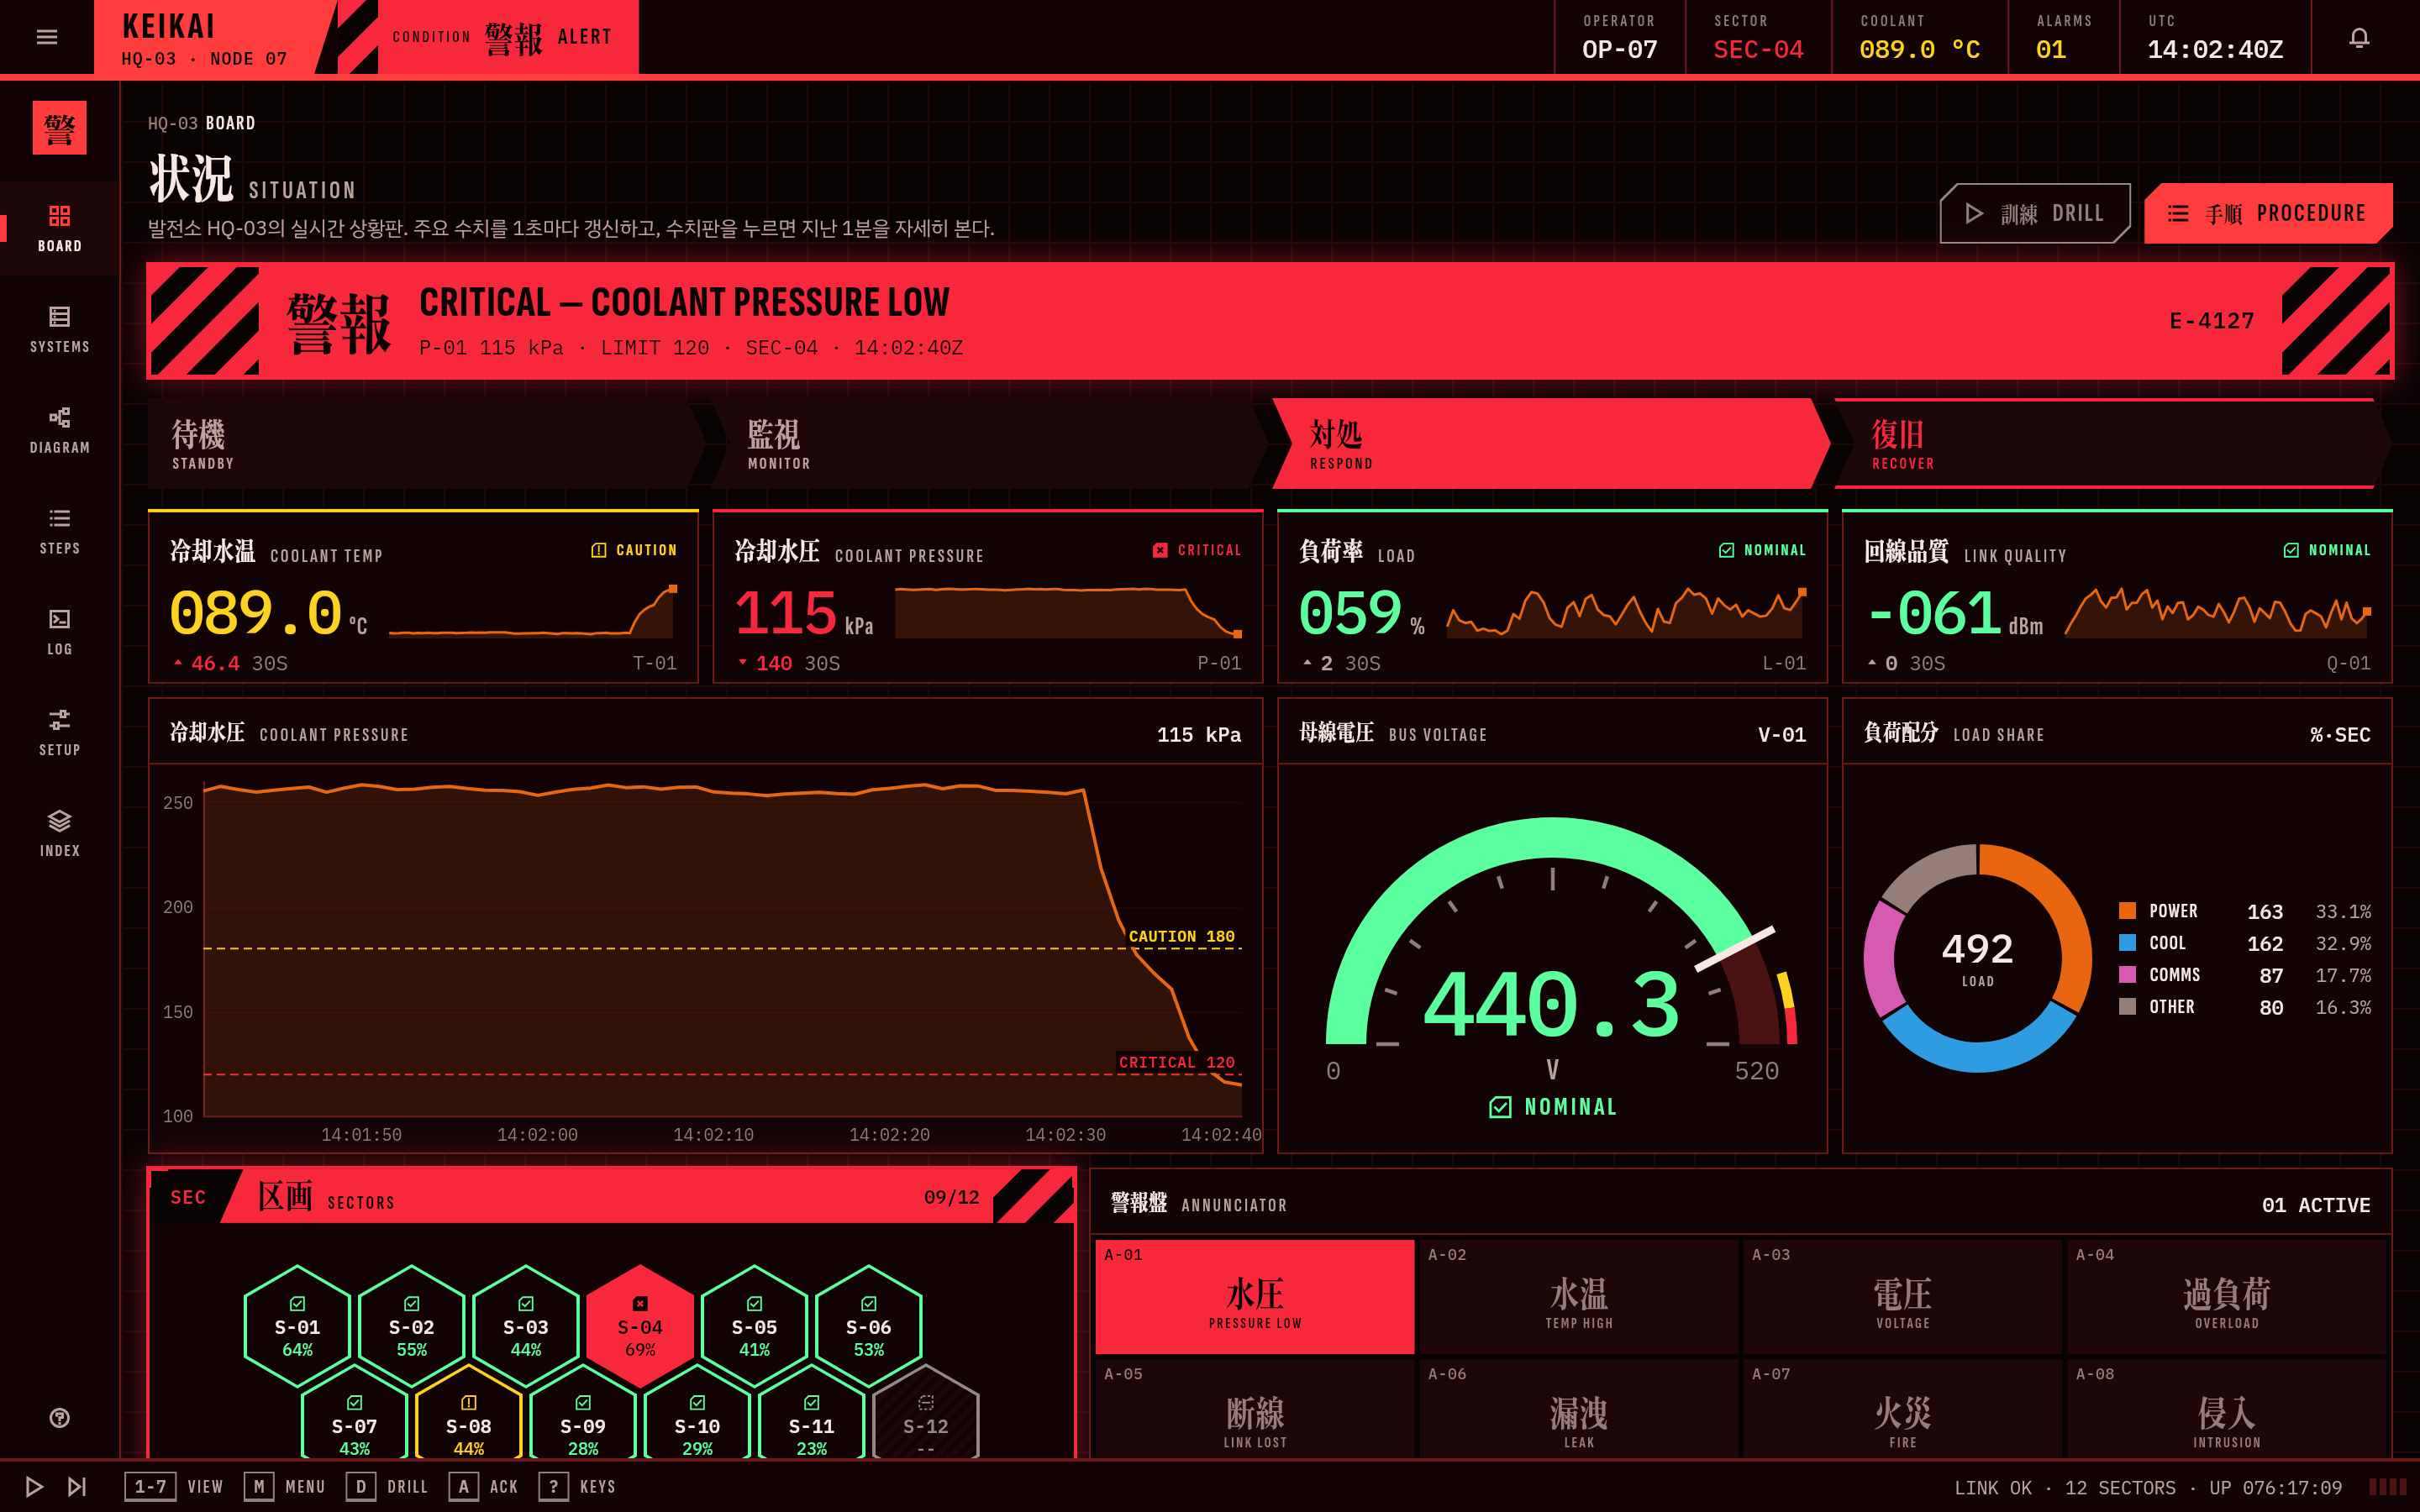 KEIKAI
HQ-03 · NODE 07
CONDITION 警報 ALERT
OPERATOR
OP-07
SECTOR
SEC-04
COOLANT
089.0 °C
ALARMS
01
UTC
14:02:40Z
警
BOARD
SYSTEMS
DIAGRAM
STEPS
LOG
SETUP
INDEX
HQ-03 BOARD
状況 SITUATION
발전소 HQ-03의 실시간 상황판. 주요 수치를 1초마다 갱신하고, 수치판을 누르면 지난 1분을 자세히 본다.
訓練 DRILL
手順 PROCEDURE
警報
CRITICAL — COOLANT PRESSURE LOW
P-01 115 kPa · LIMIT 120 · SEC-04 · 14:02:40Z
E-4127
待機
STANDBY
監視
MONITOR
対処
RESPOND
復旧
RECOVER
冷却水温 COOLANT TEMP CAUTION
089.0 °C
46.4 30S T-01
冷却水圧 COOLANT PRESSURE CRITICAL
115 kPa
140 30S P-01
負荷率 LOAD NOMINAL
059 %
2 30S L-01
回線品質 LINK QUALITY NOMINAL
-061 dBm
0 30S Q-01
冷却水圧 COOLANT PRESSURE 115 kPa
250
200
150
100
CAUTION 180
CRITICAL 120
14:01:50 14:02:00 14:02:10 14:02:20 14:02:30 14:02:40
母線電圧 BUS VOLTAGE V-01
440.3
0 V 520
NOMINAL
負荷配分 LOAD SHARE %·SEC
492
LOAD
POWER 163 33.1%
COOL 162 32.9%
COMMS 87 17.7%
OTHER 80 16.3%
SEC 区画 SECTORS 09/12
S-01
64%
S-02
55%
S-03
44%
S-04
69%
S-05
41%
S-06
53%
S-07
43%
S-08
44%
S-09
28%
S-10
29%
S-11
23%
S-12
--
警報盤 ANNUNCIATOR 01 ACTIVE
A-01
水圧
PRESSURE LOW
A-02
水温
TEMP HIGH
A-03
電圧
VOLTAGE
A-04
過負荷
OVERLOAD
A-05
断線
LINK LOST
A-06
漏洩
LEAK
A-07
火災
FIRE
A-08
侵入
INTRUSION
1-7 VIEW M MENU D DRILL A ACK ? KEYS
LINK OK · 12 SECTORS · UP 076:17:09